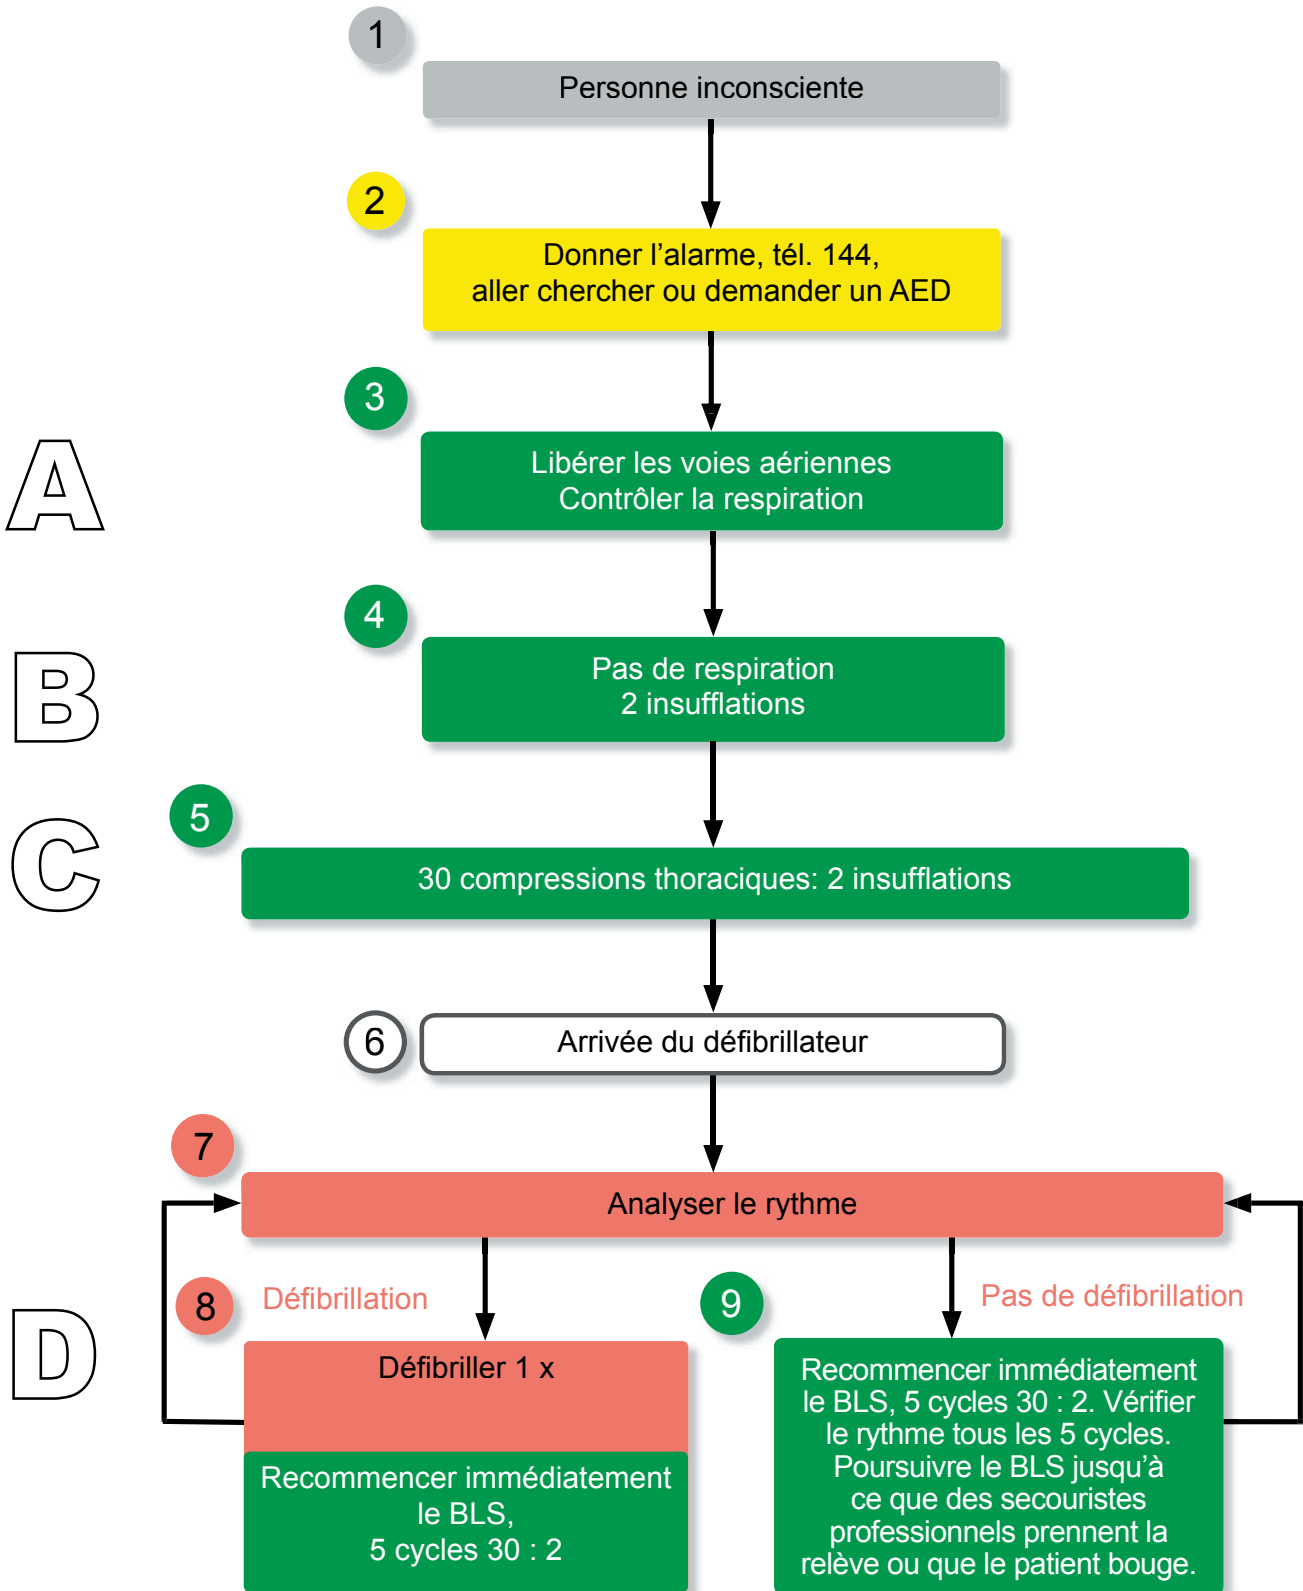 1
Personne inconsciente
2
Donner l’alarme, tél. 144,
aller chercher ou demander un AED
3
A
Libérer les voies aériennes
Contrôler la respiration
4
B
Pas de respiration
2 insufflations
5
C
30 compressions thoraciques: 2 insufflations
6
Arrivée du défibrillateur
7
Analyser le rythme
D
8
Défibrillation
Défibriller 1 x
Recommencer immédiatement
le BLS,
5 cycles 30 : 2
9
Pas de défibrillation
Recommencer immédiatement
le BLS, 5 cycles 30 : 2. Vérifier
le rythme tous les 5 cycles.
Poursuivre le BLS jusqu’à
ce que des secouristes
professionnels prennent la
relève ou que le patient bouge.